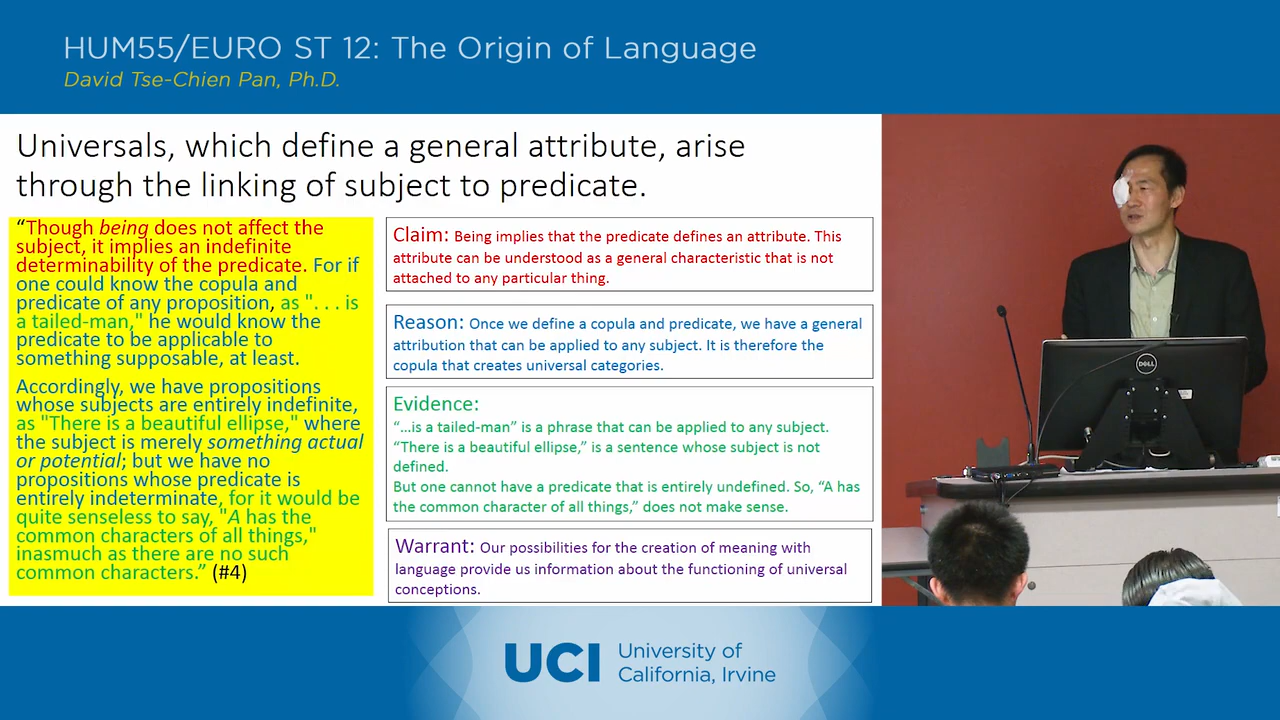 HUM55/EURO ST 12: The Origin of Language
David Tse-Chien Pan, Ph.D.
Universals, which define a general attribute, arise
through the linking of subject to predicate.
“Though being does not affect the
subject, it implies an indefinite
determinability of the predicate. For if
one could know the copula and
predicate of any proposition, as ". . . is
a tailed-man," he would know the
predicate to be applicable to
something supposable, at least.
Accordingly, we have propositions
whose subjects are entirely indefinite,
as "There is a beautiful ellipse," where
the subject is merely something actual
or potential; but we have no
propositions whose predicate is
entirely indeterminate, for it would be
quite senseless to say, "A has the
common characters of all things,"
inasmuch as there are no such
common characters.” (#4)
Claim: Being implies that the predicate defines an attribute. This
attribute can be understood as a general characteristic that is not
attached to any particular thing.
Reason: Once we define a copula and predicate, we have a general
attribution that can be applied to any subject. It is therefore the
copula that creates universal categories.
Evidence:
“…is a tailed-man” is a phrase that can be applied to any subject.
“There is a beautiful ellipse,” is a sentence whose subject is not
defined.
But one cannot have a predicate that is entirely undefined. So, “A has
the common character of all things,” does not make sense.
Warrant: Our possibilities for the creation of meaning with
language provide us information about the functioning of universal
conceptions.
DELL
UCI University of
California, Irvine